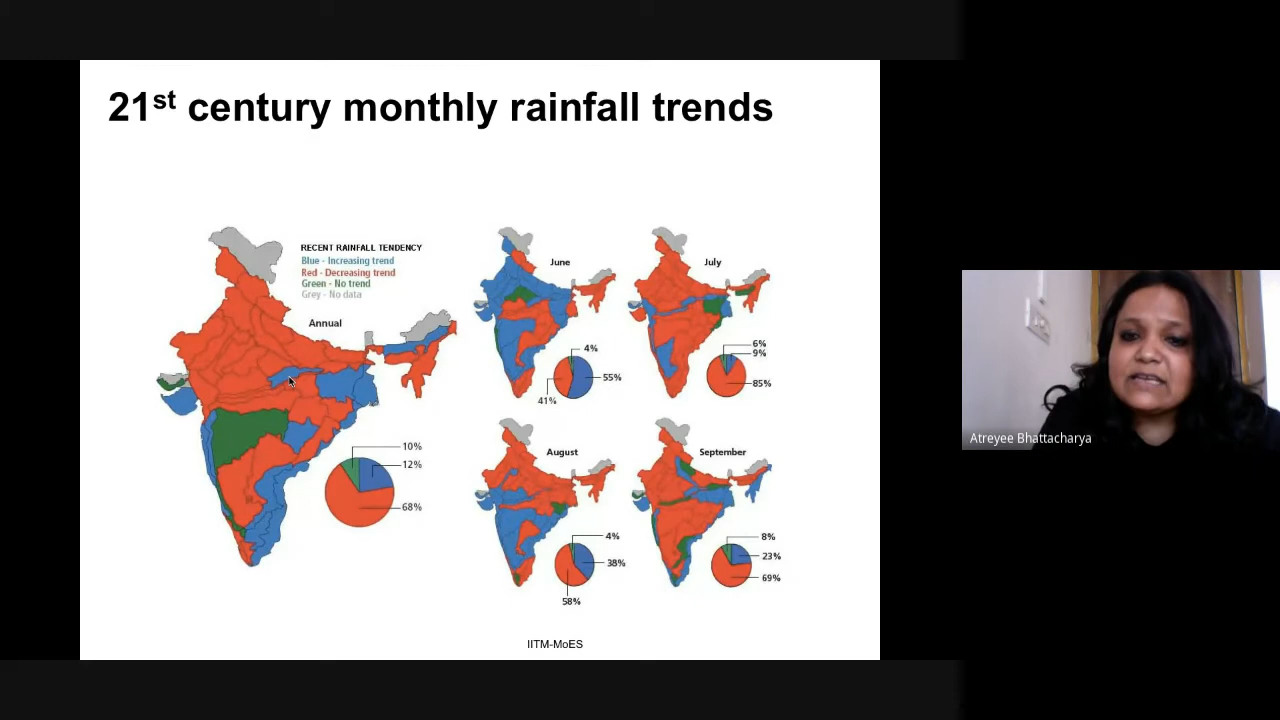 21st century monthly rainfall trends
RECENT RAINFALL TENDENCY
Blue - Increasing trend
Red - Decreasing trend
Green - No trend
Grey - No data
Annual
10%
12%
68%
June
4%
55%
41%
July
6%
9%
85%
August
4%
38%
58%
September
8%
23%
69%
IITM-MoES
Atreyee Bhattacharya